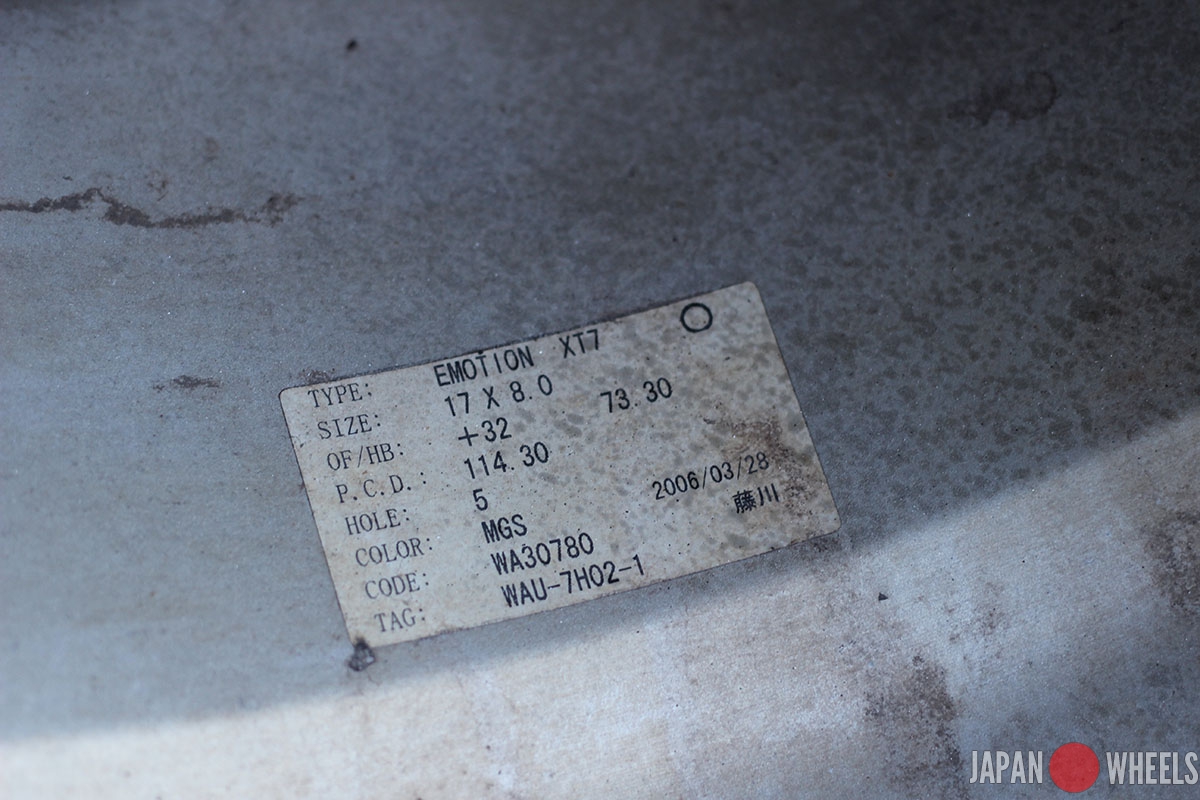 TYPE: EMOTION XT7 O
SIZE: 17 X 8.0
OF/HB: +32 73.30
P.C.D.: 114.30
HOLE: 5
COLOR: MGS 2006/03/28
CODE: WA30780 藤川
TAG: WAU-7H02-1
JAPAN WHEELS